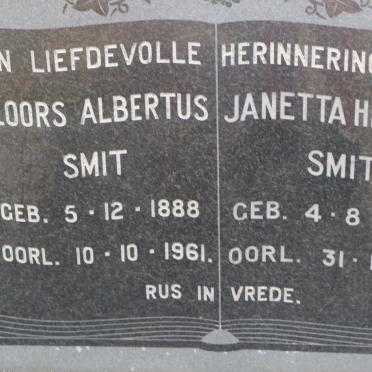 N LIEFDEVOLLE HERINNERING
LOORS ALBERTUS JANETTA H
SMIT SMIT
GEB. 5-12-1888 GEB. 4-8
OORL. 10-10-1961. OORL. 31-
RUS IN VREDE.